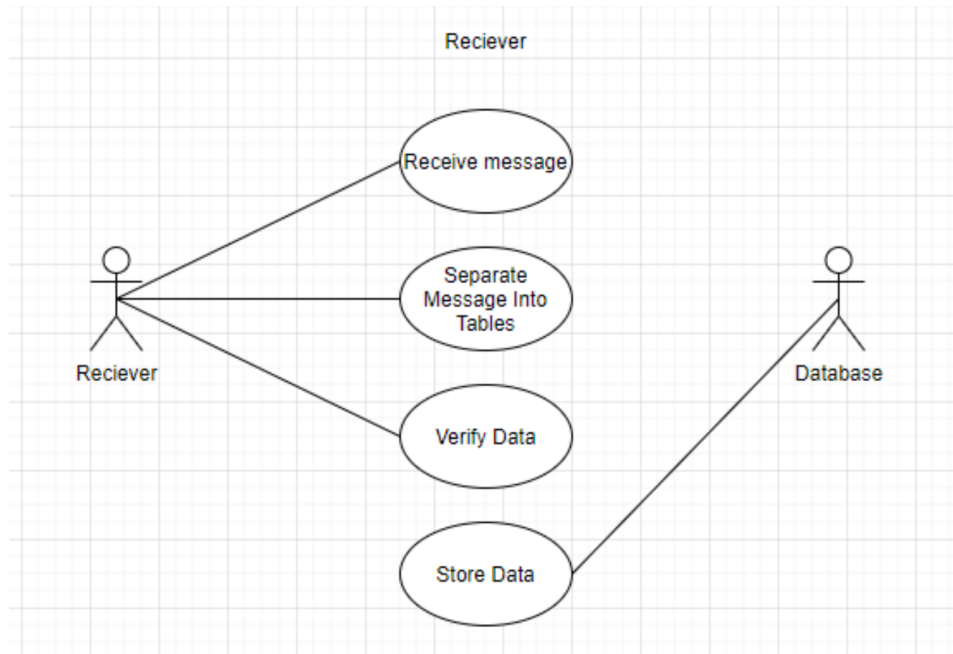 Reciever
Receive message
Separate
Message Into
Tables
Reciever
Database
Verify Data
Store Data